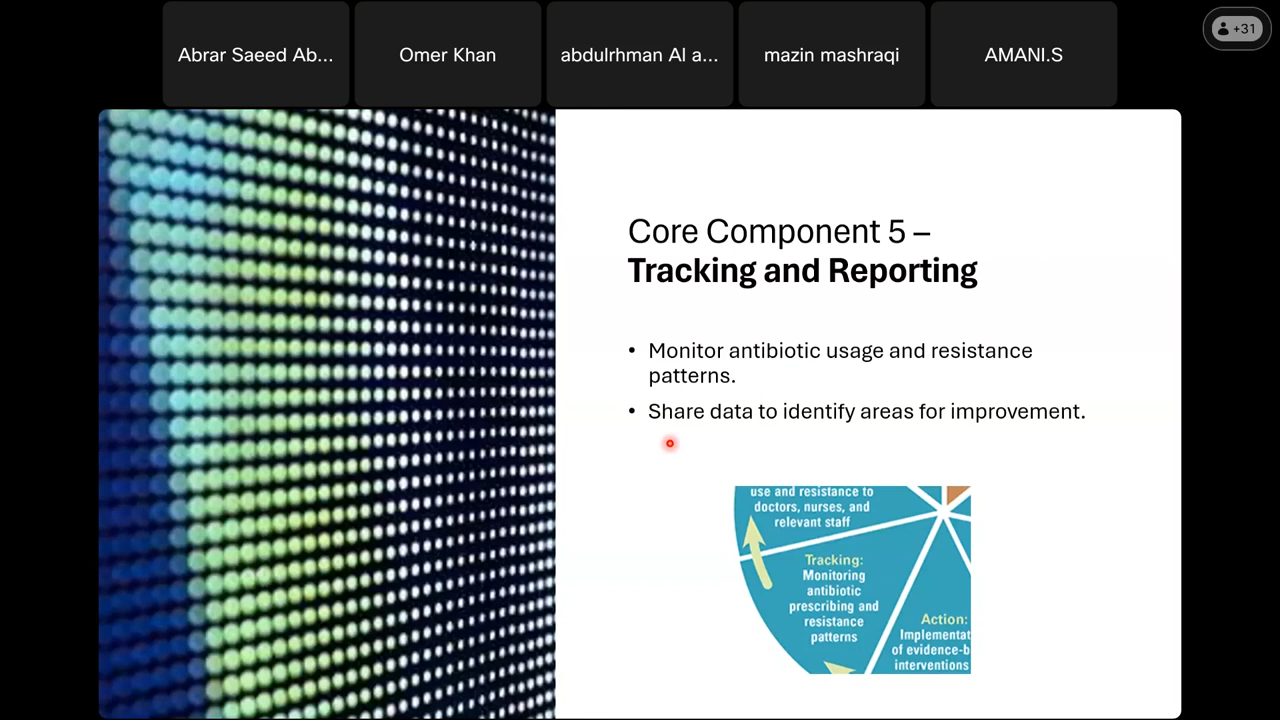 Abrar Saeed Ab...
Omer Khan
abdulrhman Al a...
mazin mashraqi
AMANI.S
+31
Core Component 5 –
Tracking and Reporting
• Monitor antibiotic usage and resistance
patterns.
• Share data to identify areas for improvement.
use and resistance to
doctors, nurses, and
relevant staff
Tracking:
Monitoring
antibiotic
prescribing and
resistance
patterns
Action:
Implementat
of evidence-b
interventions